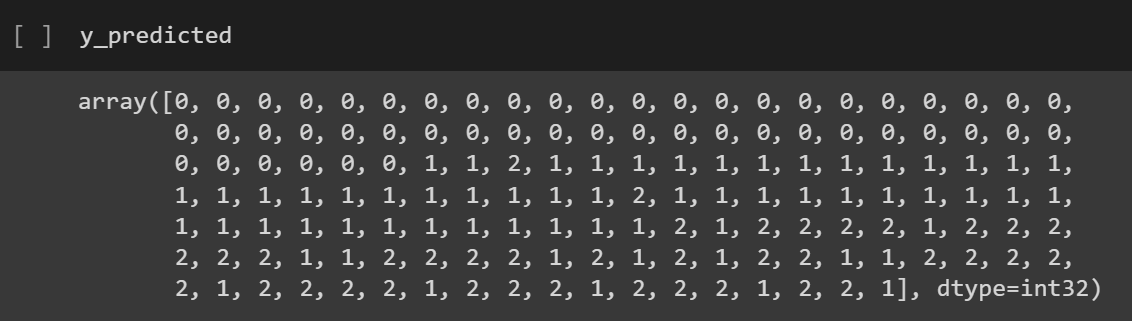 [ ] y_predicted
array([0, 0, 0, 0, 0, 0, 0, 0, 0, 0, 0, 0, 0, 0, 0, 0, 0, 0, 0, 0, 0, 0,
0, 0, 0, 0, 0, 0, 0, 0, 0, 0, 0, 0, 0, 0, 0, 0, 0, 0, 0, 0, 0, 0,
0, 0, 0, 0, 0, 0, 1, 1, 2, 1, 1, 1, 1, 1, 1, 1, 1, 1, 1, 1, 1, 1,
1, 1, 1, 1, 1, 1, 1, 1, 1, 1, 1, 2, 1, 1, 1, 1, 1, 1, 1, 1, 1, 1,
1, 1, 1, 1, 1, 1, 1, 1, 1, 1, 1, 1, 2, 1, 2, 2, 2, 2, 1, 2, 2, 2,
2, 2, 2, 1, 1, 2, 2, 2, 2, 1, 2, 1, 2, 1, 2, 2, 1, 1, 2, 2, 2, 2,
2, 1, 2, 2, 2, 2, 1, 2, 2, 2, 1, 2, 2, 2, 1, 2, 2, 1], dtype=int32)